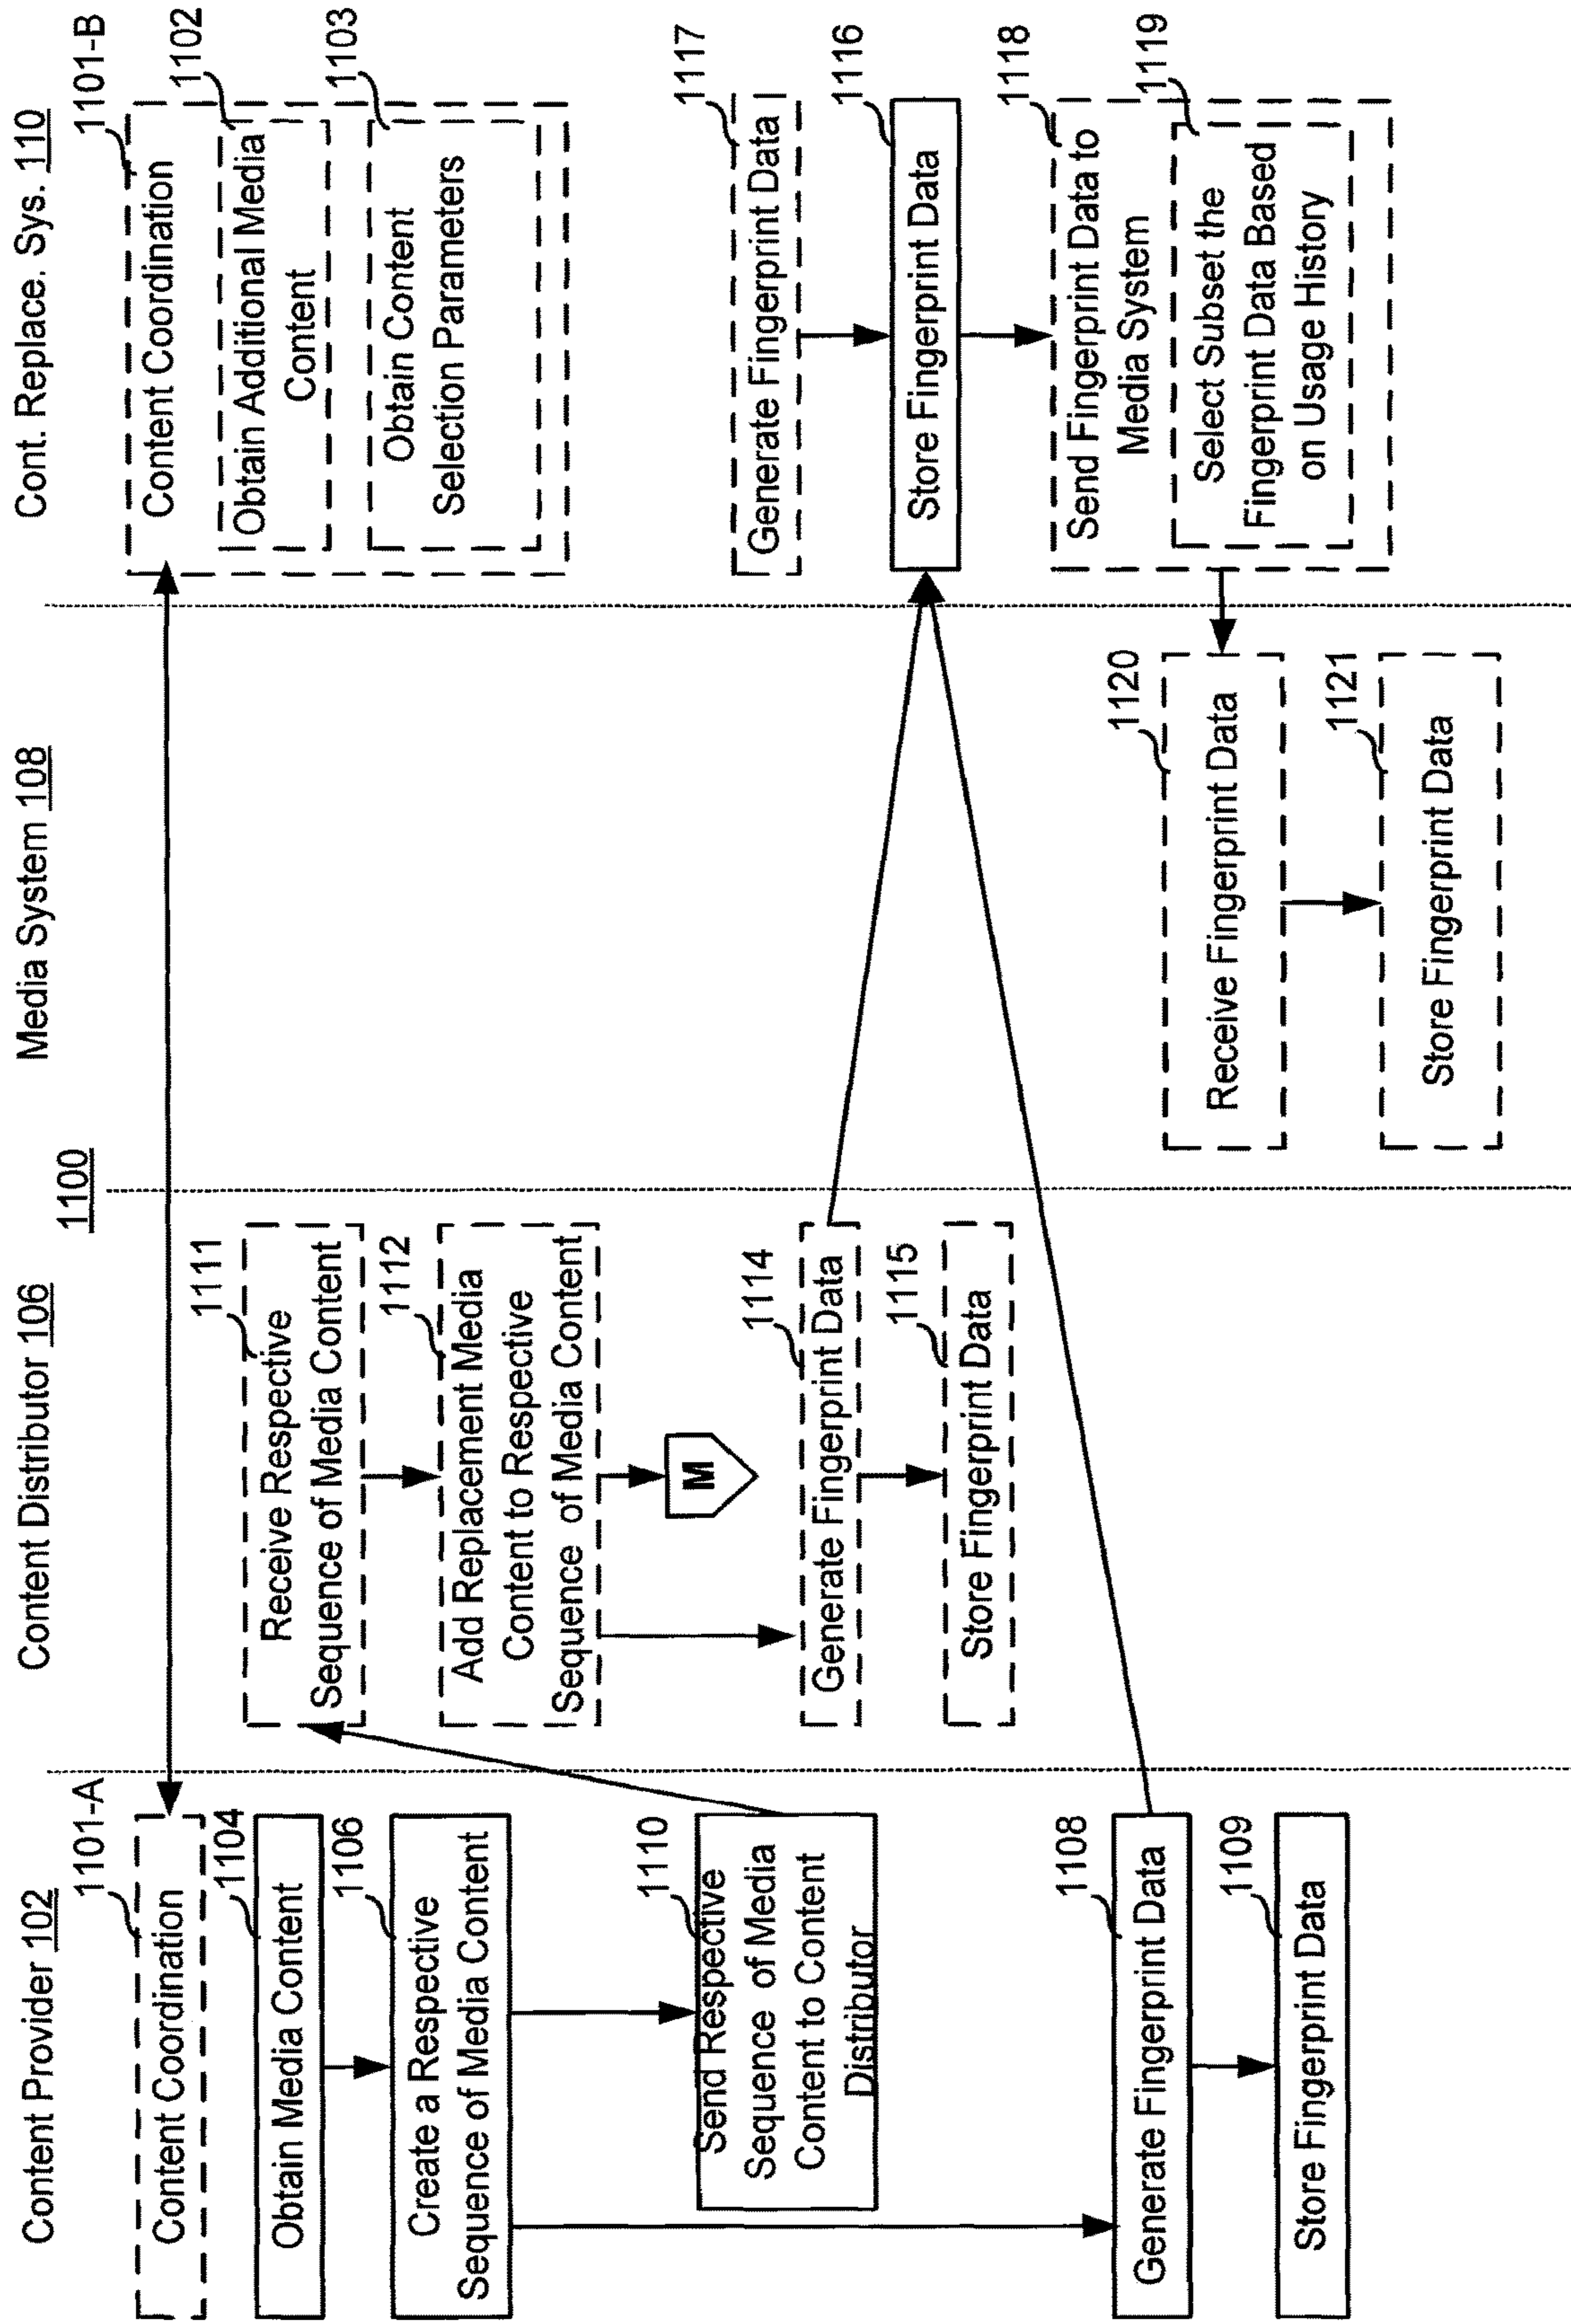 Content Provider 102
1101-A
Content Coordination
1104
Obtain Media Content
1106
Create a Respective
Sequence of Media Content
1110
Send Respective
Sequence of Media
Content to Content
Distributor
1108
Generate Fingerprint Data
1109
Store Fingerprint Data
Content Distributor 106
1100
1111
Receive Respective
Sequence of Media Content
1112
Add Replacement Media
Content to Respective
Sequence of Media Content
M
1114
Generate Fingerprint Data
1115
Store Fingerprint Data
Media System 108
1120
Receive Fingerprint Data
1121
Store Fingerprint Data
Cont. Replace. Sys. 110
1101-B
Content Coordination
1102
Obtain Additional Media
Content
1103
Obtain Content
Selection Parameters
1117
Generate Fingerprint Data
1116
Store Fingerprint Data
1118
Send Fingerprint Data to
Media System
1119
Select Subset the
Fingerprint Data Based
on Usage History